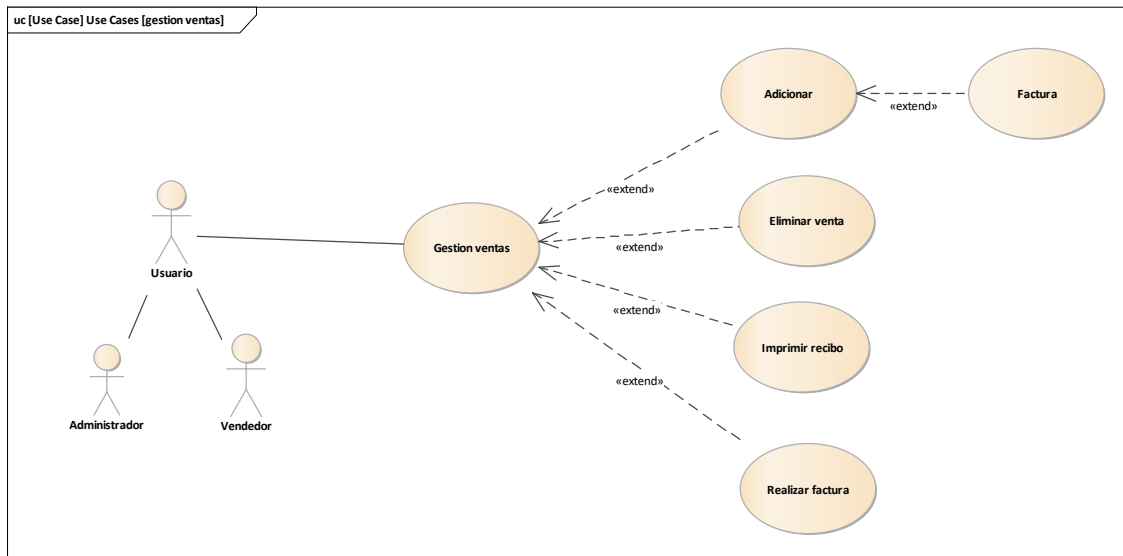 uc [Use Case] Use Cases [gestion ventas]
Adicionar
Factura
«extend»
«extend»
Eliminar venta
Gestion ventas
«extend»
Usuario
«extend»
Imprimir recibo
«extend»
Administrador
Vendedor
Realizar factura